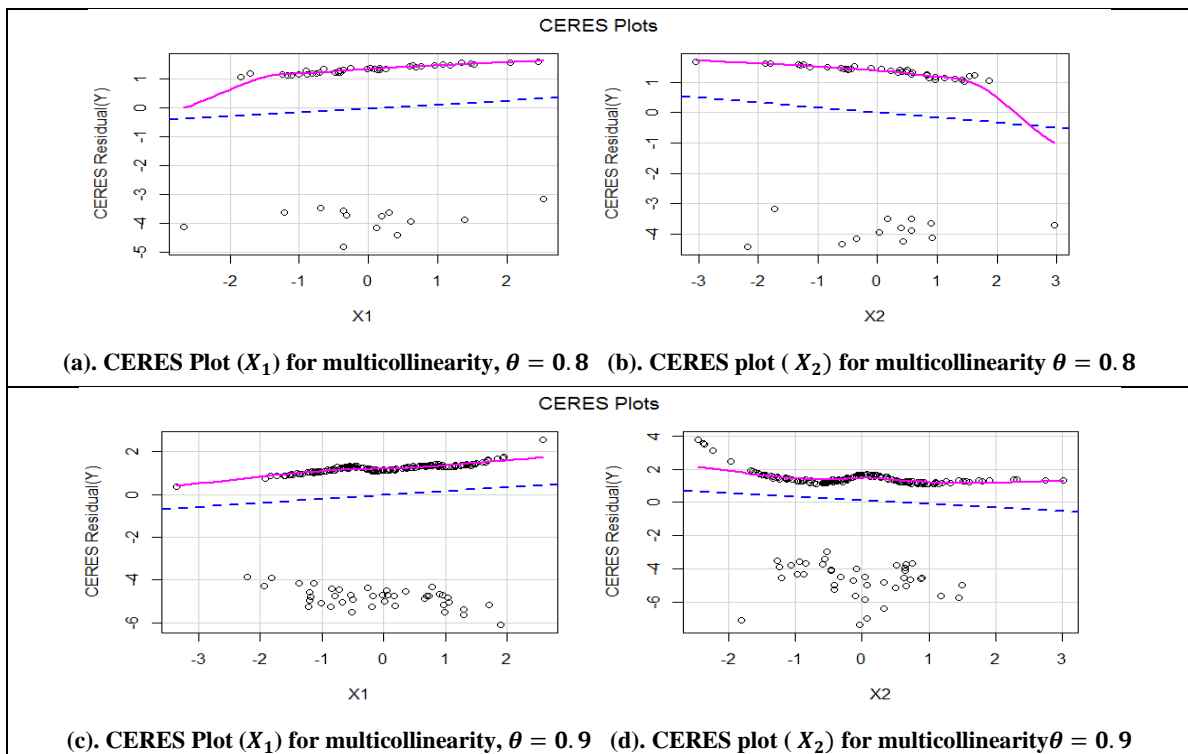 CERES Plots
CERES Residual(Y)
1
0
-1
-2
-3
-4
-5
-2 -1 0 1 2
X1
CERES Residual(Y)
1
0
-1
-2
-3
-4
-3 -2 -1 0 1 2 3
X2
(a). CERES Plot (𝑋₁) for multicollinearity, 𝜃 = 0.8 (b). CERES plot ( 𝑋₂) for multicollinearity 𝜃 = 0.8
CERES Plots
CERES Residual(Y)
2
0
-2
-4
-6
-3 -2 -1 0 1 2
X1
CERES Residual(Y)
4
2
0
-2
-4
-6
-2 -1 0 1 2 3
X2
(c). CERES Plot (𝑋₁) for multicollinearity, 𝜃 = 0.9 (d). CERES plot ( 𝑋₂) for multicollinearity𝜃 = 0.9